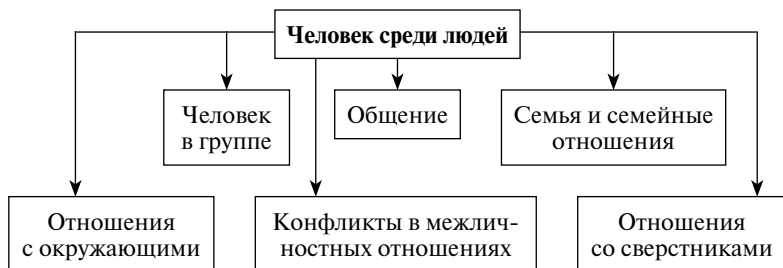 Человек среди людей
Человек
в группе
Общение
Семья и семейные
отношения
Отношения
с окружающими
Конфликты в межлич-
ностных отношениях
Отношения
со сверстниками